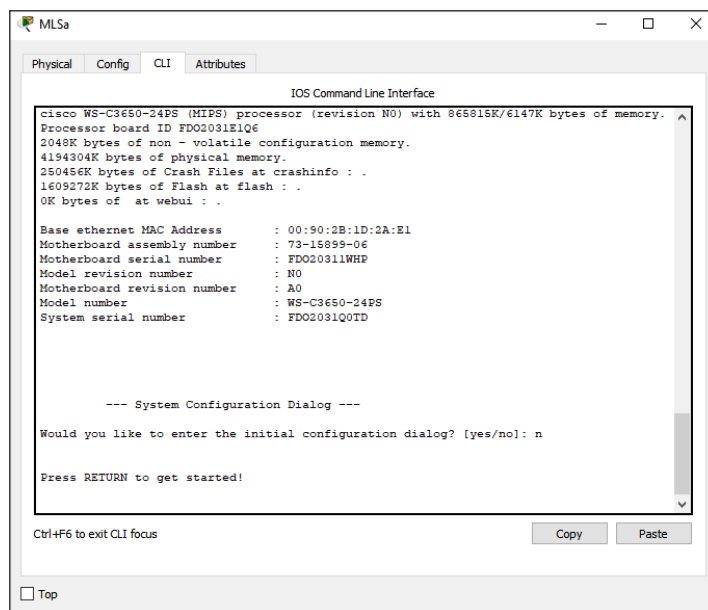 MLSa
Physical Config CLI Attributes
IOS Command Line Interface
cisco WS-C3650-24PS (MIPS) processor (revision N0) with 865815K/6147K bytes of memory.
Processor board ID FDO2031E1Q6
2048K bytes of non - volatile configuration memory.
4194304K bytes of physical memory.
250456K bytes of Crash Files at crashinfo : .
1609272K bytes of Flash at flash : .
0K bytes of  at webui : .
Base ethernet MAC Address : 00:90:2B:1D:2A:E1
Motherboard assembly number : 73-15899-06
Motherboard serial number : FDO20311WHP
Model revision number : N0
Motherboard revision number : A0
Model number : WS-C3650-24PS
System serial number : FDO2031Q0TD
--- System Configuration Dialog ---
Would you like to enter the initial configuration dialog? [yes/no]: n
Press RETURN to get started!
Ctrl+F6 to exit CLI focus
Copy Paste
Top